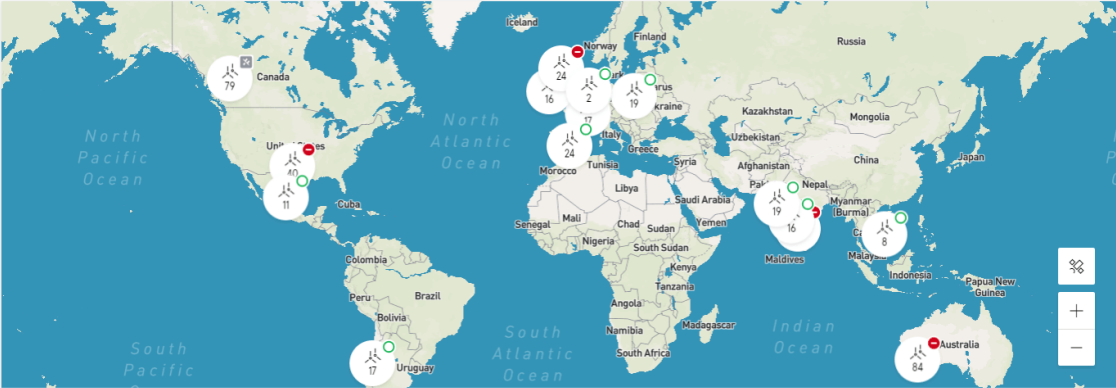 Iceland
Norway
Finland
Russia
24
79
Canada
16
2
19
17
24
Kazakhstan
Mongolia
Uzbekistan
North
Pacific
Ocean
North
Atlantic
Ocean
Italy
Greece
Syria
Afghanistan
China
Japan
40
11
Cuba
Morocco
Tunisia
Libya
Saudi Arabia
Nepal
Myanmar
(Burma)
19
16
8
Senegal
Mali
Chad
Sudan
Yemen
Nigeria
South Sudan
Maldives
Malaysia
Indonesia
Papua New
Guinea
Colombia
Kenya
Tanzania
Peru
Brazil
Bolivia
Angola
Namibia
Madagascar
South Africa
South
Pacific
South
Atlantic
Ocean
Indian
Ocean
17
Uruguay
Australia
84
+
−